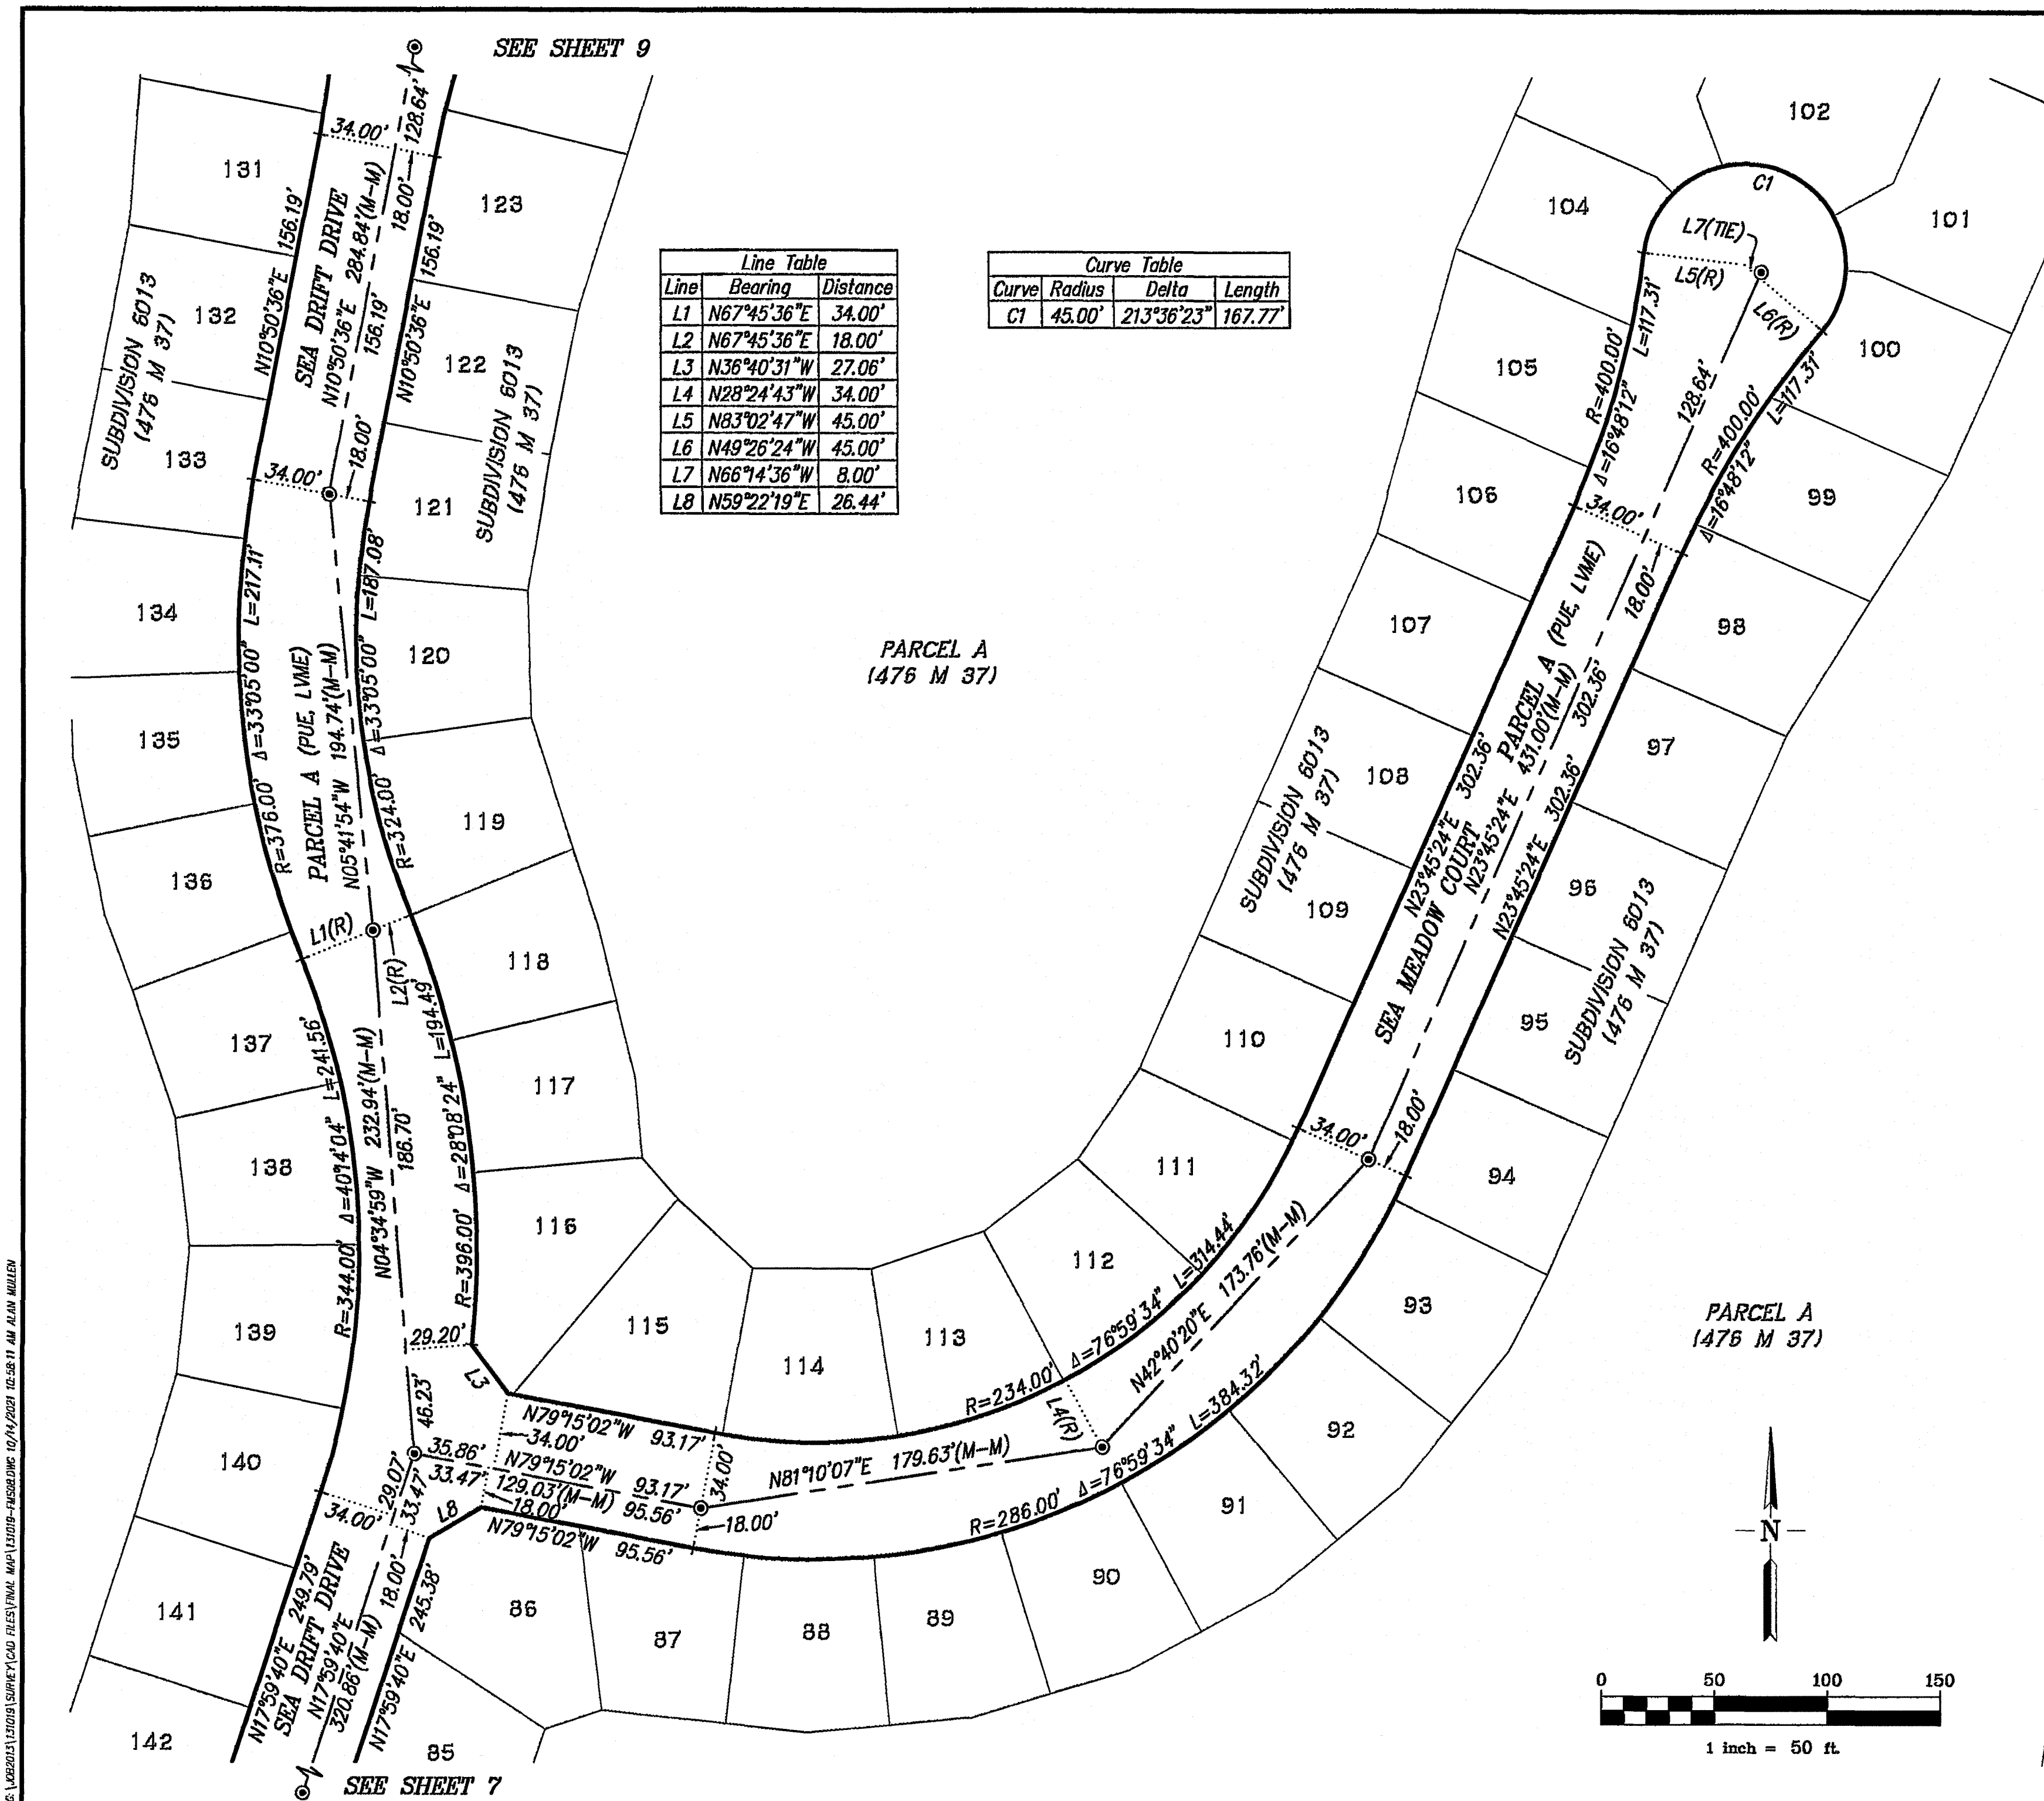 SEE SHEET 9
128.64'
34.00'
18.00'
131
123
SEA DRIFT DRIVE
N10°50'36"E 156.19'
N10°50'36"E 284.84'(M-M)
156.19'
N10°50'36"E 156.19'
132
122
SUBDIVISION 6013
(476 M 37)
SUBDIVISION 6013
(476 M 37)
133
121
34.00'
18.00'
Line Table
Line Bearing Distance
L1 N67°45'36"E 34.00'
L2 N67°45'36"E 18.00'
L3 N36°40'31"W 27.06'
L4 N28°24'43"W 34.00'
L5 N83°02'47"W 45.00'
L6 N49°26'24"W 45.00'
L7 N66°14'36"W 8.00'
L8 N59°22'19"E 26.44'
Curve Table
Curve Radius Delta Length
C1 45.00' 213°36'23" 167.77'
102
C1
104
101
L7(TIE)
L5(R)
L6(R)
100
105
R=400.00' L=117.31'
Δ=16°48'12"
128.64'
R=400.00' L=117.31'
Δ=16°48'12"
106
99
34.00'
18.00'
107
98
134
120
R=376.00' Δ=33°05'00" L=217.11'
PARCEL A (PUE, LVME)
N05°41'54"W 194.74'(M-M)
R=324.00' Δ=33°05'00" L=187.08'
PARCEL A
(476 M 37)
135
119
136
L1(R)
L2(R)
118
137
117
R=344.00' Δ=40°14'04" L=241.56'
N04°34'59"W 232.94'(M-M)
186.70'
R=396.00' Δ=28°08'24" L=194.49'
138
116
139
115
29.20'
L3
46.23'
SEA MEADOW COURT
PARCEL A (PUE, LVME)
N23°45'24"E 302.36'
N23°45'24"E 431.00'(M-M)
302.36'
N23°45'24"E 302.36'
97
108
SUBDIVISION 6013
(476 M 37)
109
96
SUBDIVISION 6013
(476 M 37)
95
110
34.00'
18.00'
111
94
112
93
113
114
R=234.00' Δ=76°59'34" L=314.44'
N42°40'20"E 173.76'(M-M)
L4(R)
R=286.00' Δ=76°59'34" L=384.32'
N81°10'07"E 179.63'(M-M)
92
91
90
PARCEL A
(476 M 37)
N79°15'02"W 93.17'
34.00'
35.86' N79°15'02"W 93.17'
33.47' 129.03'(M-M) 95.56'
34.00'
18.00'
18.00'
N79°15'02"W 95.56'
140
29.07'
33.47'
L8
34.00'
18.00'
141
86
87
88
89
N17°59'40"E 249.79'
SEA DRIFT DRIVE
N17°59'40"E
320.86'(M-M)
N17°59'40"E 245.38'
142
85
SEE SHEET 7
N
0 50 100 150
1 inch = 50 ft.
G:\JOB2013\131019\SURVEY\CAD FILES\FINAL MAP\131019-FMS08.DWG 10/14/2021 10:58:11 AM ALAN MULLEN